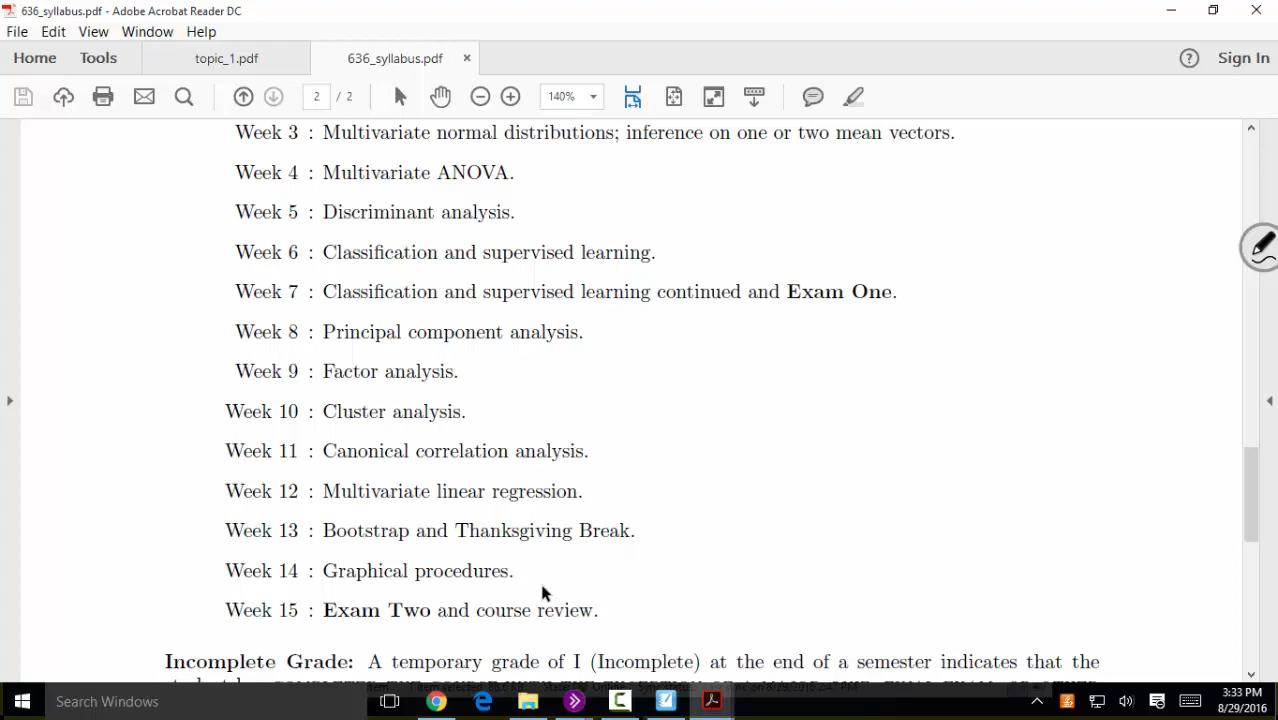 636_syllabus.pdf - Adobe Acrobat Reader DC
File Edit View Window Help
Home Tools topic_1.pdf 636_syllabus.pdf × ? Sign In
2 / 2 140%
Week 3 : Multivariate normal distributions; inference on one or two mean vectors.
Week 4 : Multivariate ANOVA.
Week 5 : Discriminant analysis.
Week 6 : Classification and supervised learning.
Week 7 : Classification and supervised learning continued and Exam One.
Week 8 : Principal component analysis.
Week 9 : Factor analysis.
Week 10 : Cluster analysis.
Week 11 : Canonical correlation analysis.
Week 12 : Multivariate linear regression.
Week 13 : Bootstrap and Thanksgiving Break.
Week 14 : Graphical procedures.
Week 15 : Exam Two and course review.
Incomplete Grade: A temporary grade of I (Incomplete) at the end of a semester indicates that the
Search Windows
3:33 PM
8/29/2016